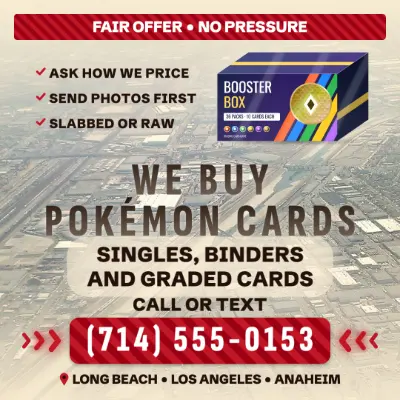 FAIR OFFER • NO PRESSURE
ASK HOW WE PRICE
SEND PHOTOS FIRST
SLABBED OR RAW
BOOSTER
BOX
WE BUY
POKÉMON CARDS
SINGLES, BINDERS
AND GRADED CARDS
CALL OR TEXT
(714) 555-0153
LONG BEACH • LOS ANGELES • ANAHEIM